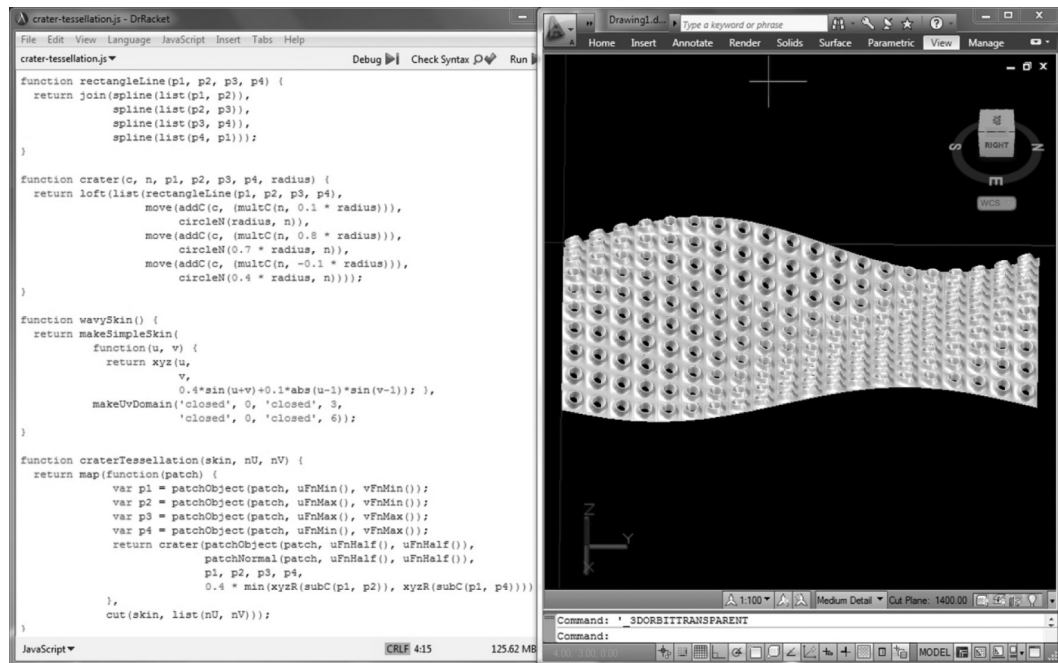 crater-tessellation.js - DrRacket
File Edit View Language JavaScript Insert Tabs Help
crater-tessellation.js Debug Check Syntax Run
function rectangleLine(p1, p2, p3, p4) {
  return join(spline(list(p1, p2)),
              spline(list(p2, p3)),
              spline(list(p3, p4)),
              spline(list(p4, p1)));
}
function crater(c, n, p1, p2, p3, p4, radius) {
  return loft(list(rectangleLine(p1, p2, p3, p4),
                   move(addC(c, (multC(n, 0.1 * radius))),
                        circleN(radius, n)),
                   move(addC(c, (multC(n, 0.8 * radius))),
                        circleN(0.7 * radius, n)),
                   move(addC(c, (multC(n, -0.1 * radius))),
                        circleN(0.4 * radius, n))));
}
function wavySkin() {
  return makeSimpleSkin(
           function(u, v) {
             return xyz(u,
                        v,
                        0.4*sin(u+v)+0.1*abs(u-1)*sin(v-1)); },
           makeUvDomain('closed', 0, 'closed', 3,
                        'closed', 0, 'closed', 6));
}
function craterTessellation(skin, nU, nV) {
  return map(function(patch) {
               var p1 = patchObject(patch, uFnMin(), vFnMin());
               var p2 = patchObject(patch, uFnMax(), vFnMin());
               var p3 = patchObject(patch, uFnMax(), vFnMax());
               var p4 = patchObject(patch, uFnMin(), vFnMax());
               return crater(patchObject(patch, uFnHalf(), uFnHalf()),
                             patchNormal(patch, uFnHalf(), uFnHalf()),
                             p1, p2, p3, p4,
                             0.4 * min(xyzR(subC(p1, p2)), xyzR(subC(p1, p4))))
             },
             cut(skin, list(nU, nV)));
}
JavaScript CRLF 4:15 125.62 MB
Drawing1.d... Type a keyword or phrase
Home Insert Annotate Render Solids Surface Parametric View Manage
S RIGHT N
E
WCS
Z
Y
X
1:100 Medium Detail Cut Plane: 1400.00
Command: '_3DORBITTRANSPARENT
Command:
4.00, 3.00, 0.00 MODEL